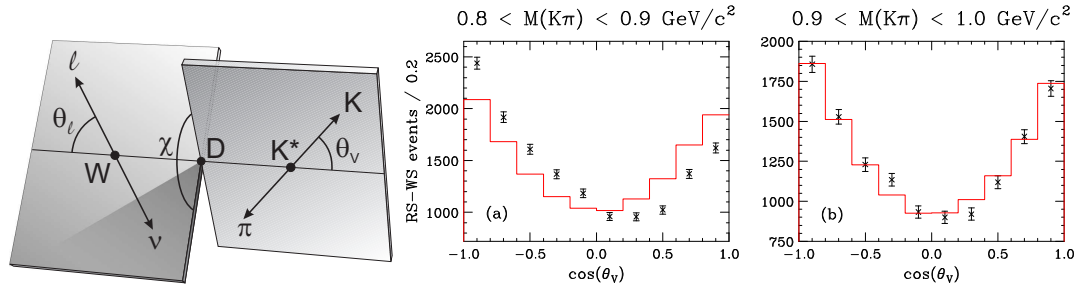 ℓ
θℓ
W
ν
χ
D
K*
K
θV
π
0.8 < M(Kπ) < 0.9 GeV/c²
RS-WS events / 0.2
2500
2000
1500
1000
(a)
-1.0 -0.5 0.0 0.5 1.0
cos(θV)
0.9 < M(Kπ) < 1.0 GeV/c²
2000
1750
1500
1250
1000
750
(b)
-1.0 -0.5 0.0 0.5 1.0
cos(θV)